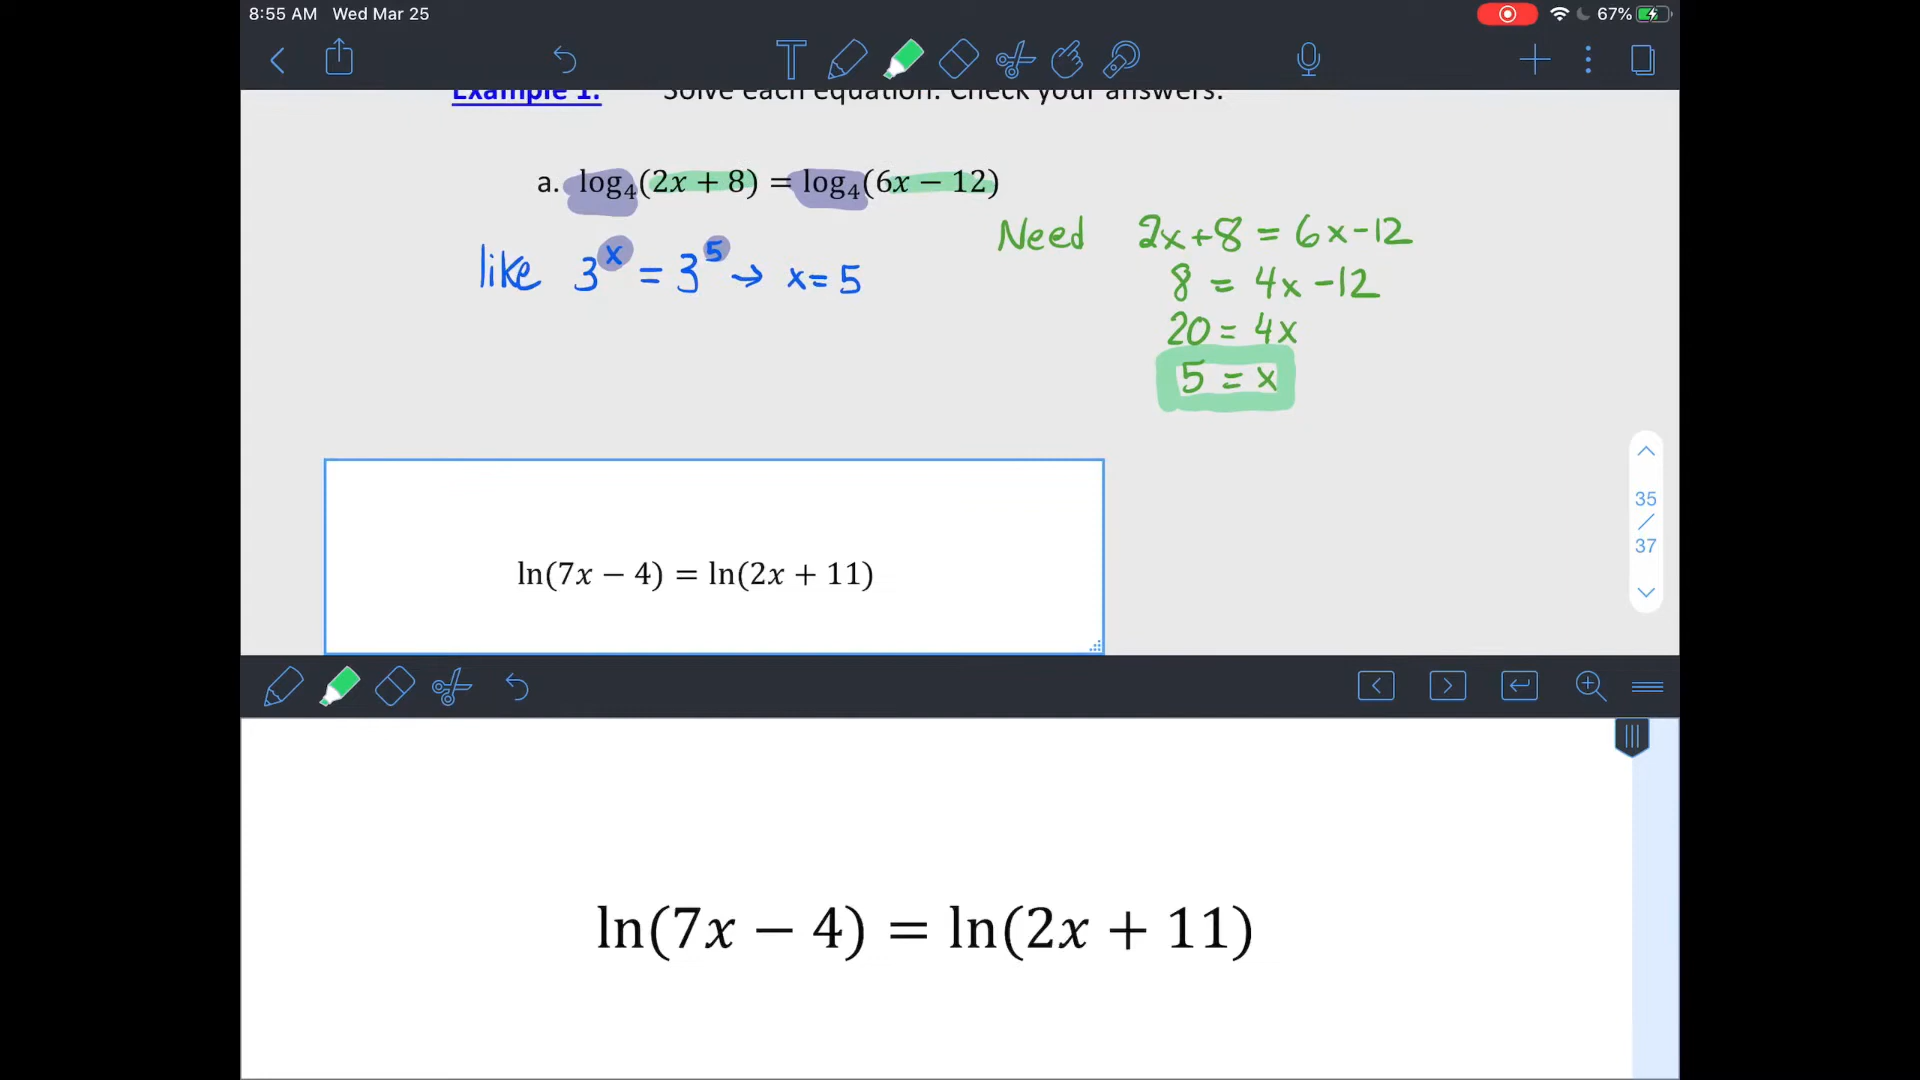 8:55 AM Wed Mar 25
67%
Example 1: Solve each equation. Check your answers.
a. log₄(2x + 8) = log₄(6x − 12)
Need 2x+8 = 6x-12
like 3^x = 3^5 → x = 5
8 = 4x -12
20 = 4x
5 = x
35
/
37
ln(7x − 4) = ln(2x + 11)
ln(7x − 4) = ln(2x + 11)